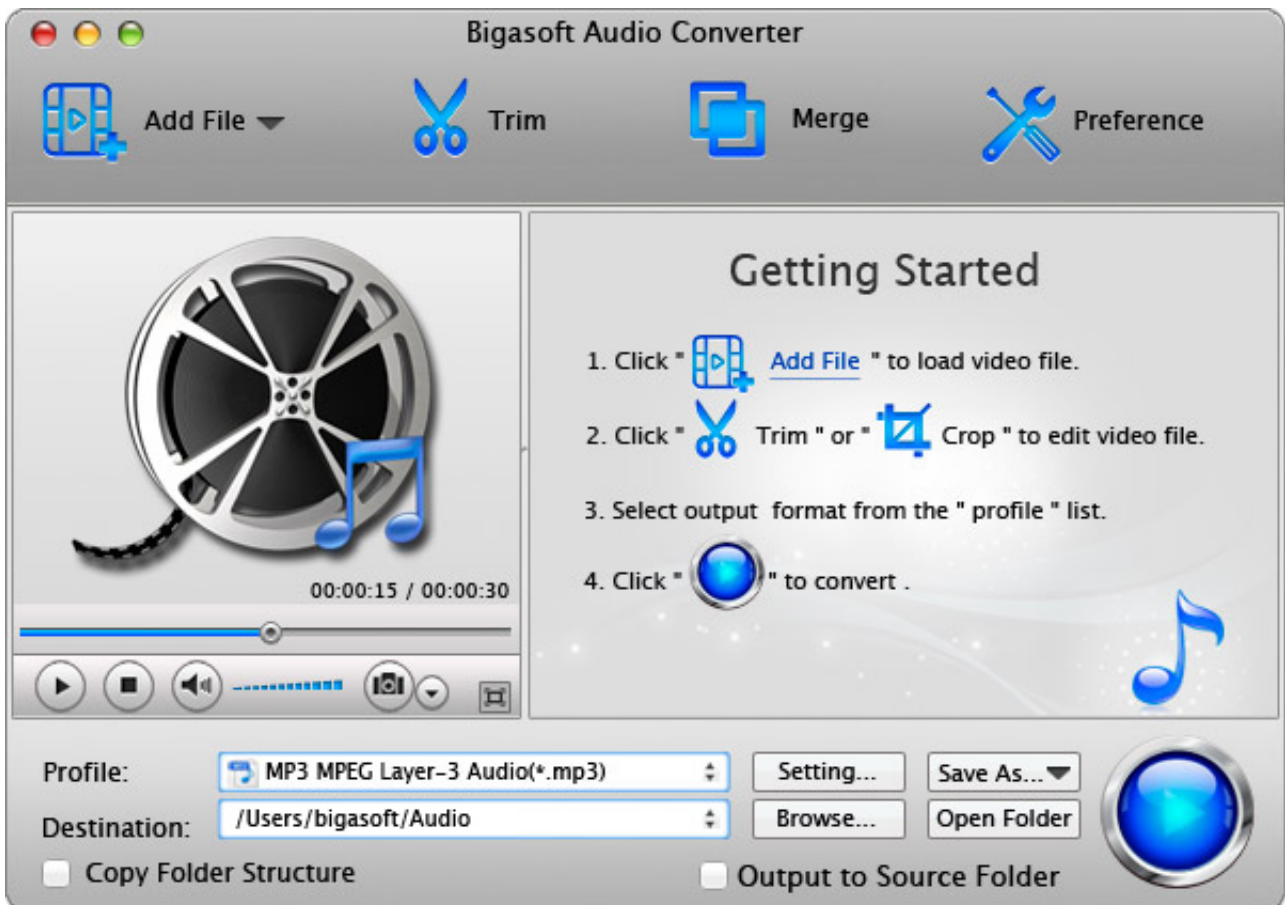 Bigasoft Audio Converter
Add File
Trim
Merge
Preference
Getting Started
1. Click " Add File " to load video file.
2. Click " Trim " or " Crop " to edit video file.
3. Select output format from the " profile " list.
4. Click " " to convert .
00:00:15 / 00:00:30
Profile:
MP3 MPEG Layer-3 Audio(*.mp3)
Setting...
Save As...
Destination:
/Users/bigasoft/Audio
Browse...
Open Folder
Copy Folder Structure
Output to Source Folder